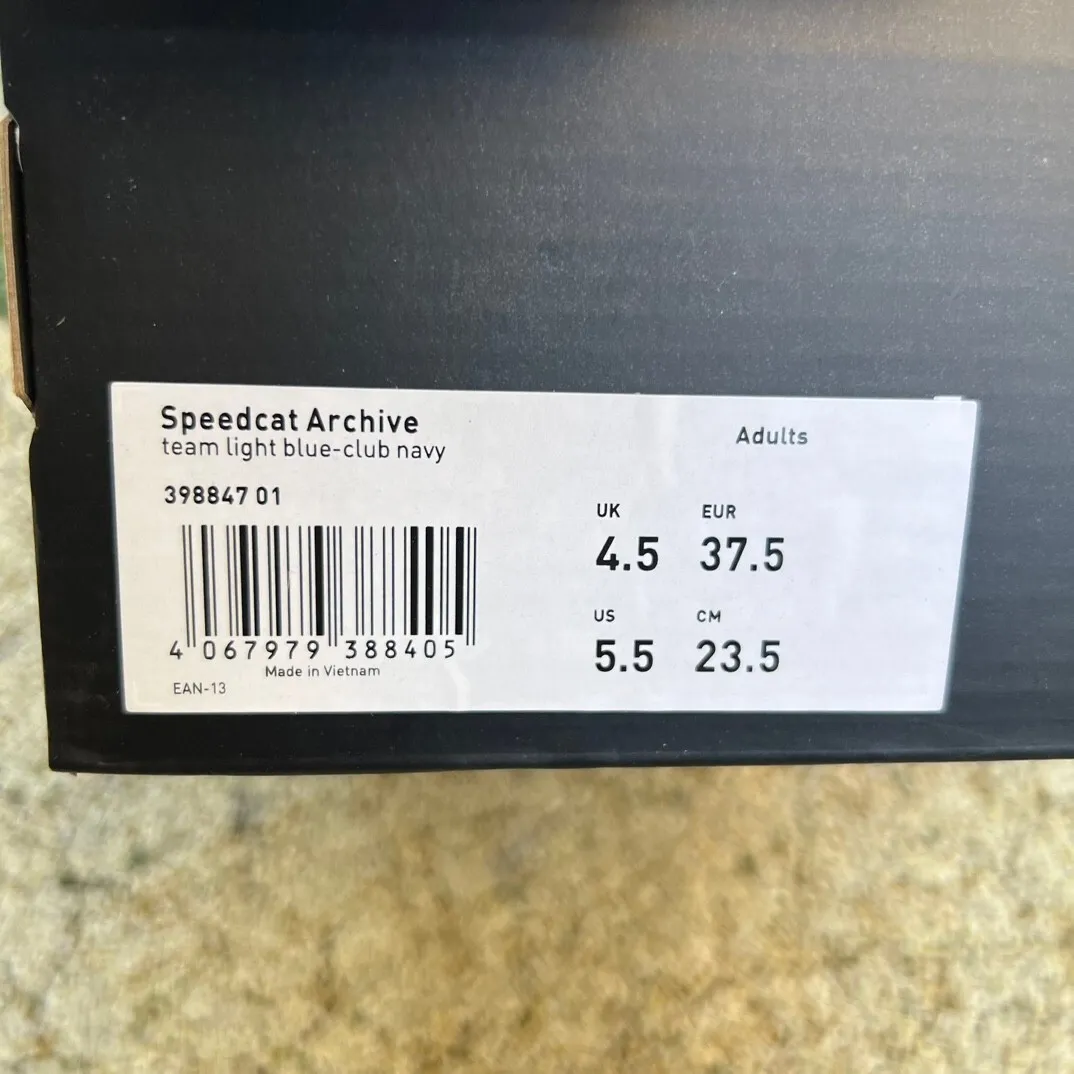 Speedcat Archive
team light blue-club navy
Adults
398847 01
UK EUR
4.5 37.5
US CM
5.5 23.5
4 067979 388405
Made in Vietnam
EAN-13